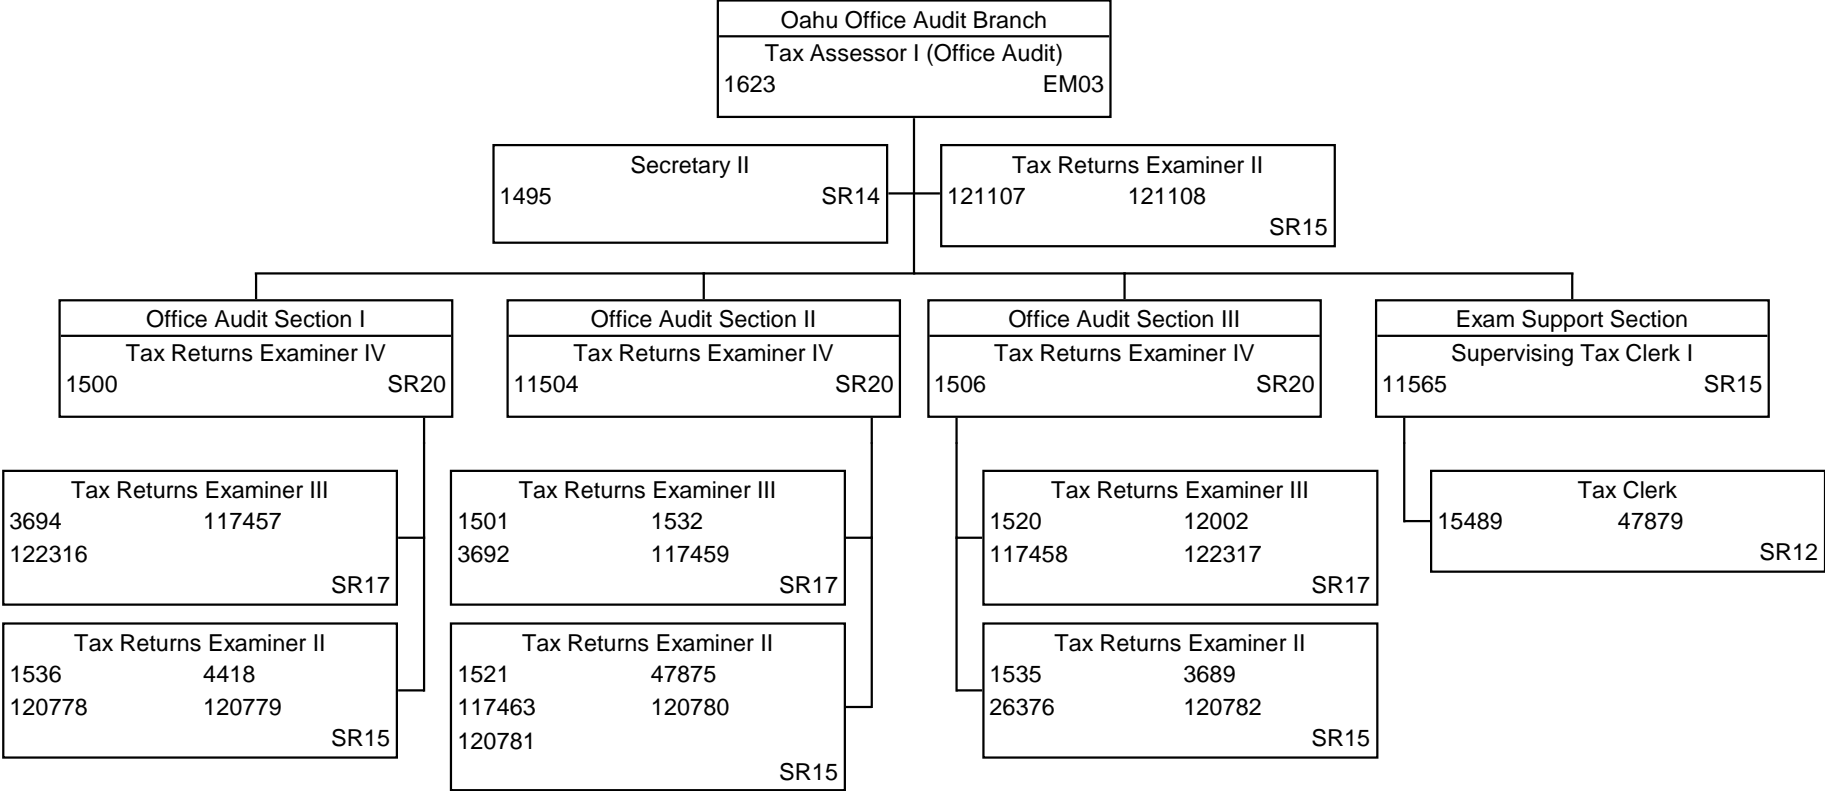 Oahu Office Audit Branch
Tax Assessor I (Office Audit)
1623 EM03
Secretary II
1495 SR14
Tax Returns Examiner II
121107 121108
SR15
Office Audit Section I
Tax Returns Examiner IV
1500 SR20
Office Audit Section II
Tax Returns Examiner IV
11504 SR20
Office Audit Section III
Tax Returns Examiner IV
1506 SR20
Exam Support Section
Supervising Tax Clerk I
11565 SR15
Tax Returns Examiner III
3694 117457
122316
SR17
Tax Returns Examiner III
1501 1532
3692 117459
SR17
Tax Returns Examiner III
1520 12002
117458 122317
SR17
Tax Clerk
15489 47879
SR12
Tax Returns Examiner II
1536 4418
120778 120779
SR15
Tax Returns Examiner II
1521 47875
117463 120780
120781
SR15
Tax Returns Examiner II
1535 3689
26376 120782
SR15